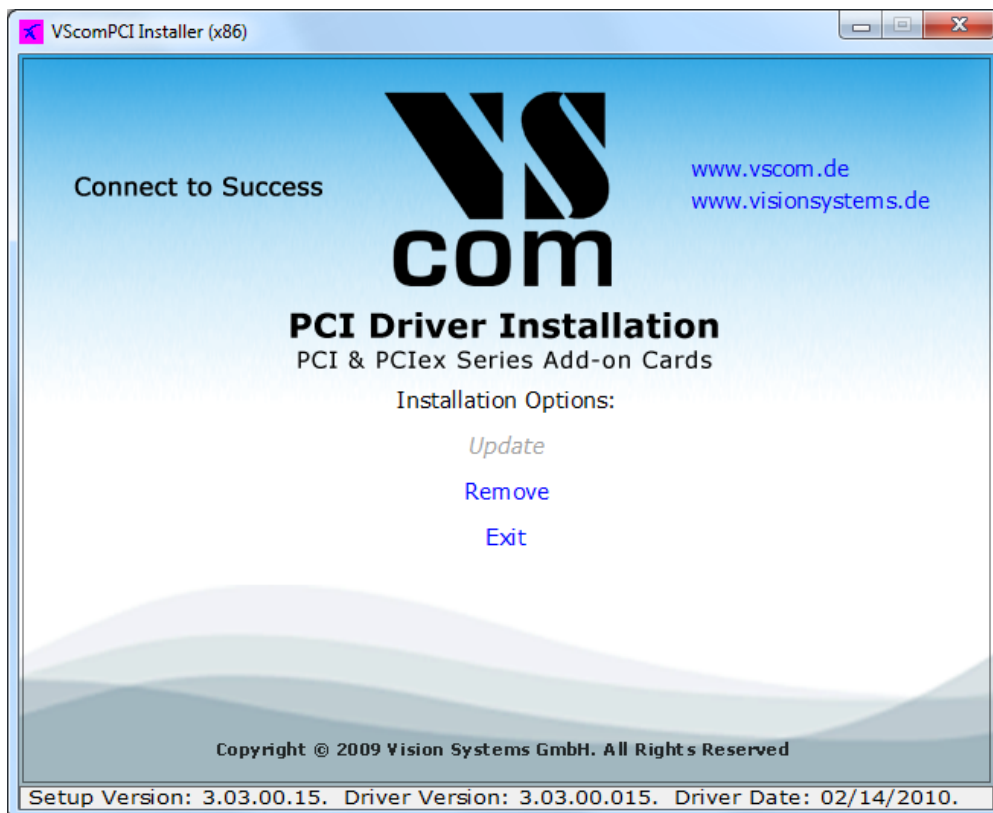 VScomPCI Installer (x86)
VS
com
Connect to Success
www.vscom.de
www.visionsystems.de
PCI Driver Installation
PCI & PCIex Series Add-on Cards
Installation Options:
Update
Remove
Exit
Copyright © 2009 Vision Systems GmbH. All Rights Reserved
Setup Version: 3.03.00.15. Driver Version: 3.03.00.015. Driver Date: 02/14/2010.